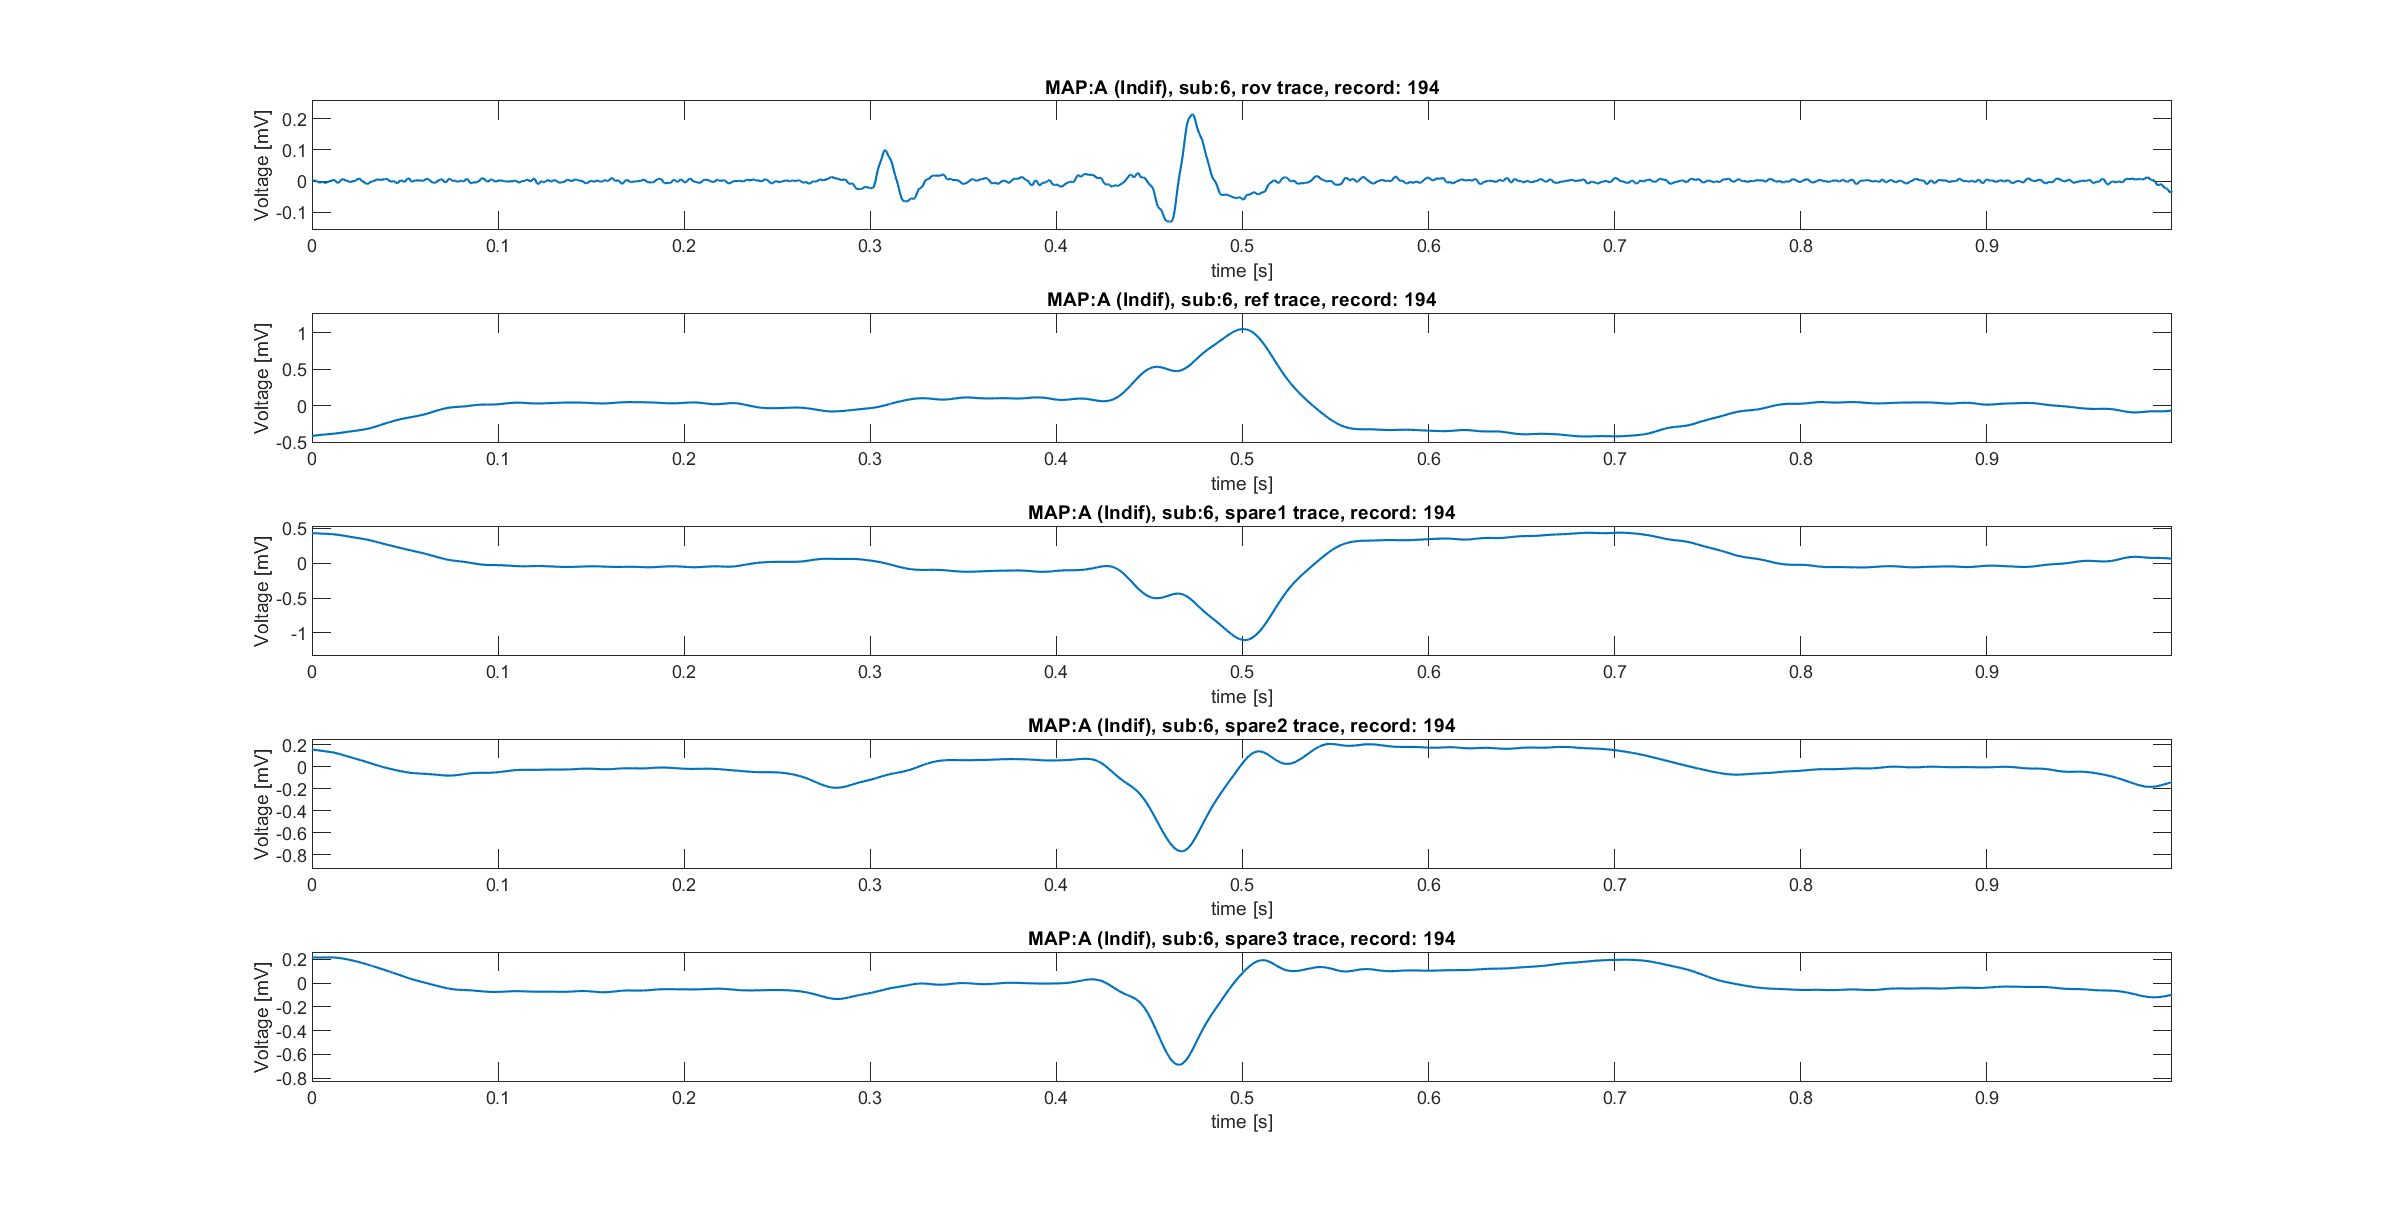 MAP:A (Indif), sub:6, rov trace, record: 194
Voltage [mV]
0.2
0.1
0
-0.1
0 0.1 0.2 0.3 0.4 0.5 0.6 0.7 0.8 0.9
time [s]
MAP:A (Indif), sub:6, ref trace, record: 194
Voltage [mV]
1
0.5
0
-0.5
0 0.1 0.2 0.3 0.4 0.5 0.6 0.7 0.8 0.9
time [s]
MAP:A (Indif), sub:6, spare1 trace, record: 194
Voltage [mV]
0.5
0
-0.5
-1
0 0.1 0.2 0.3 0.4 0.5 0.6 0.7 0.8 0.9
time [s]
MAP:A (Indif), sub:6, spare2 trace, record: 194
Voltage [mV]
0.2
0
-0.2
-0.4
-0.6
-0.8
0 0.1 0.2 0.3 0.4 0.5 0.6 0.7 0.8 0.9
time [s]
MAP:A (Indif), sub:6, spare3 trace, record: 194
Voltage [mV]
0.2
0
-0.2
-0.4
-0.6
-0.8
0 0.1 0.2 0.3 0.4 0.5 0.6 0.7 0.8 0.9
time [s]